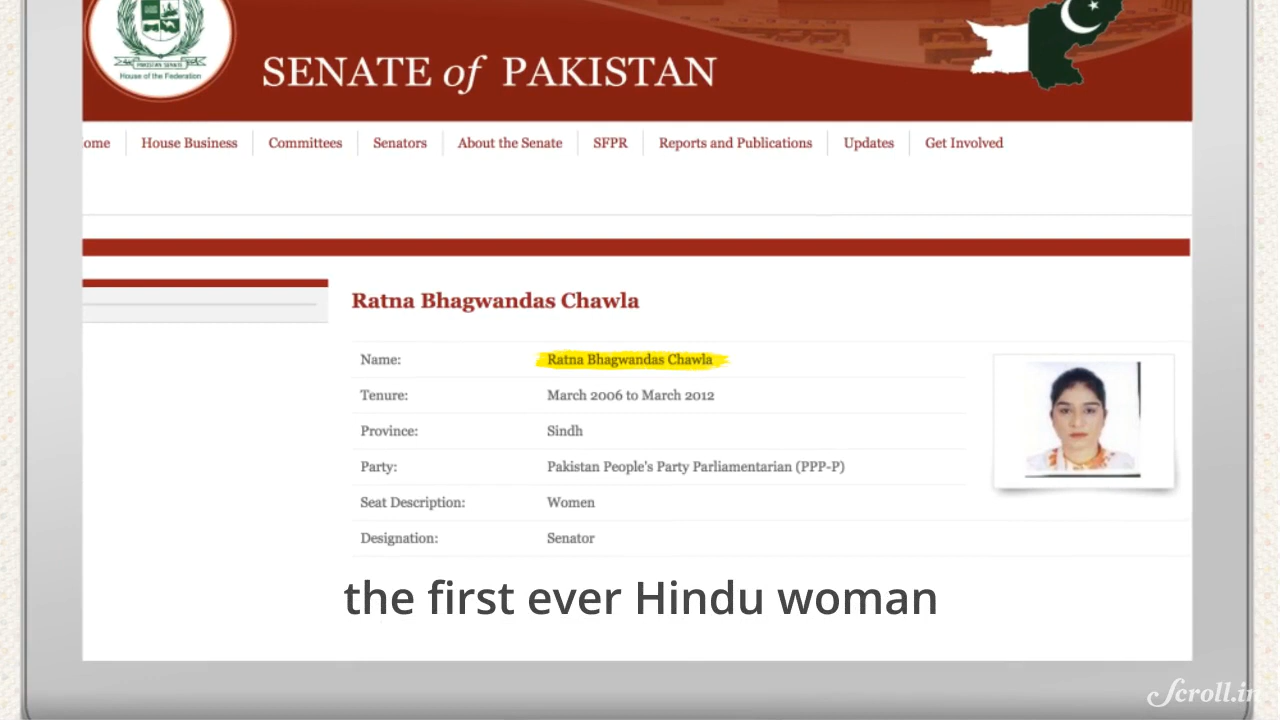 PAKISTAN SENATE
House of the Federation
SENATE of PAKISTAN
ome
House Business
Committees
Senators
About the Senate
SFPR
Reports and Publications
Updates
Get Involved
Ratna Bhagwandas Chawla
Name: Ratna Bhagwandas Chawla
Tenure: March 2006 to March 2012
Province: Sindh
Party: Pakistan People's Party Parliamentarian (PPP-P)
Seat Description: Women
Designation: Senator
the first ever Hindu woman
Scroll.in